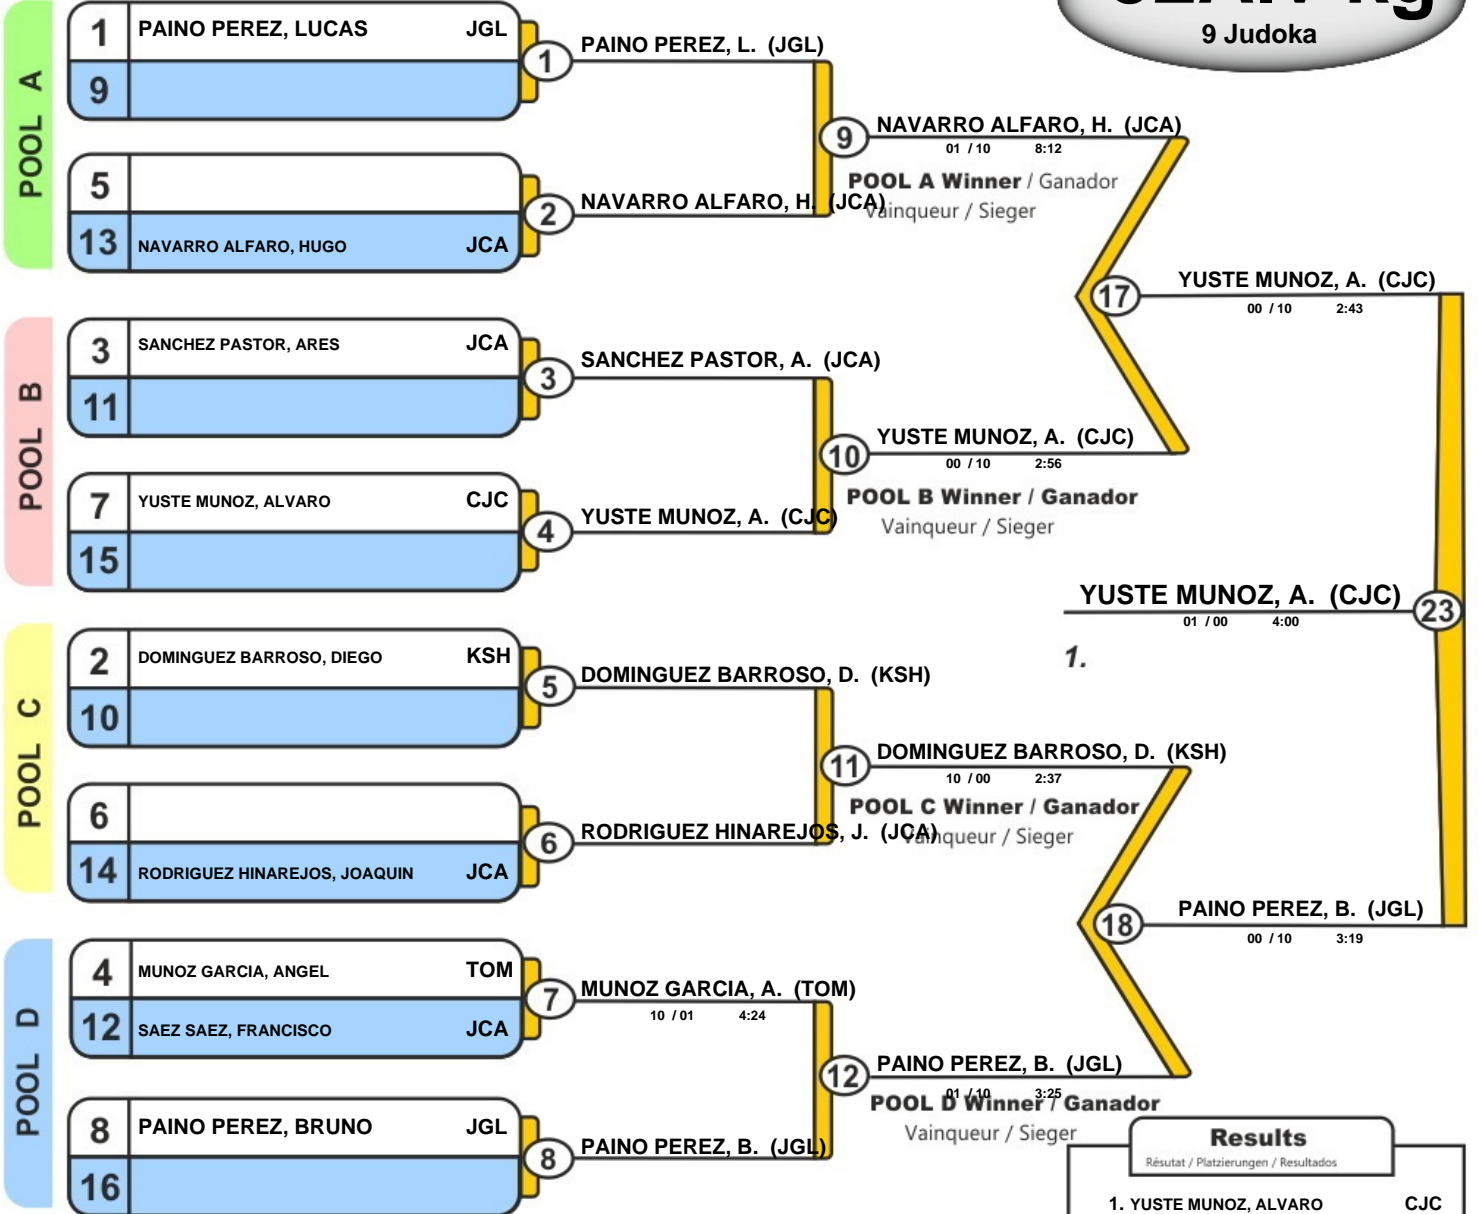 9 Judoka
POOL A
1 PAINO PEREZ, LUCAS JGL
9
1
PAINO PEREZ, L. (JGL)
5
13 NAVARRO ALFARO, HUGO JCA
2
NAVARRO ALFARO, H. (JCA)
9
NAVARRO ALFARO, H. (JCA)
01 / 10 8:12
POOL A Winner / Ganador
Vainqueur / Sieger
POOL B
3 SANCHEZ PASTOR, ARES JCA
11
3
SANCHEZ PASTOR, A. (JCA)
7 YUSTE MUNOZ, ALVARO CJC
15
4
YUSTE MUNOZ, A. (CJC)
10
YUSTE MUNOZ, A. (CJC)
00 / 10 2:56
POOL B Winner / Ganador
Vainqueur / Sieger
17
YUSTE MUNOZ, A. (CJC)
00 / 10 2:43
YUSTE MUNOZ, A. (CJC)
23
01 / 00 4:00
1.
POOL C
2 DOMINGUEZ BARROSO, DIEGO KSH
10
5
DOMINGUEZ BARROSO, D. (KSH)
6
14 RODRIGUEZ HINAREJOS, JOAQUIN JCA
6
RODRIGUEZ HINAREJOS, J. (JCA)
11
DOMINGUEZ BARROSO, D. (KSH)
10 / 00 2:37
POOL C Winner / Ganador
Vainqueur / Sieger
POOL D
4 MUNOZ GARCIA, ANGEL TOM
12 SAEZ SAEZ, FRANCISCO JCA
7
MUNOZ GARCIA, A. (TOM)
10 / 01 4:24
8 PAINO PEREZ, BRUNO JGL
16
8
PAINO PEREZ, B. (JGL)
12
PAINO PEREZ, B. (JGL)
01 / 10 3:25
POOL D Winner / Ganador
Vainqueur / Sieger
18
PAINO PEREZ, B. (JGL)
00 / 10 3:19
Results
Résutat / Platzierungen / Resultados
1. YUSTE MUNOZ, ALVARO CJC